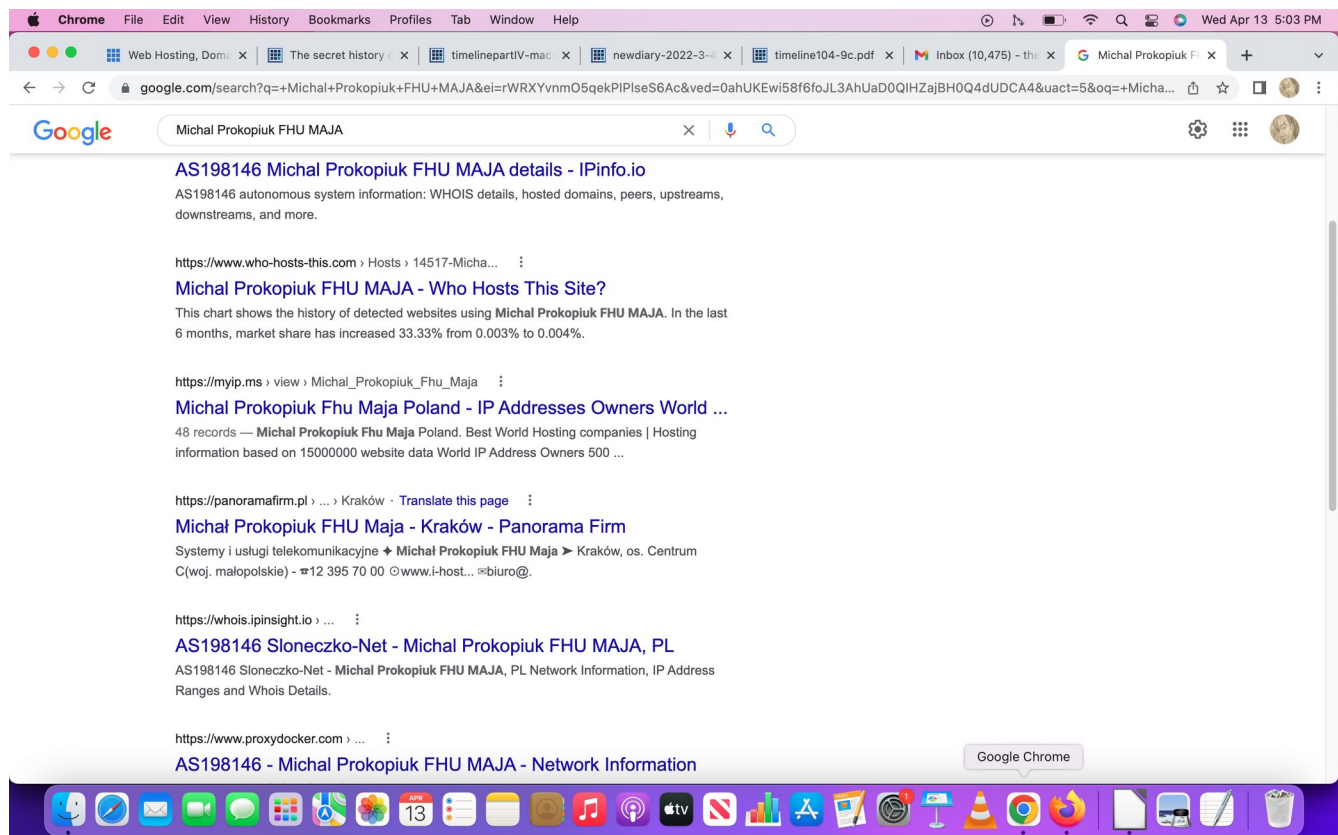 Chrome File Edit View History Bookmarks Profiles Tab Window Help Wed Apr 13 5:03 PM
Web Hosting, Doma The secret history o timelinepartIV-mac- newdiary-2022-3-4 timeline104-9c.pdf Inbox (10,475) - the Michal Prokopiuk FH
google.com/search?q=+Michal+Prokopiuk+FHU+MAJA&ei=rWRXYvnmO5qekPIPIseS6Ac&ved=0ahUKEwi58f6foJL3AhUaD0QIHZajBH0Q4dUDCA4&uact=5&oq=+Micha...
Google Michal Prokopiuk FHU MAJA
AS198146 Michal Prokopiuk FHU MAJA details - IPinfo.io
AS198146 autonomous system information: WHOIS details, hosted domains, peers, upstreams,
downstreams, and more.
https://www.who-hosts-this.com › Hosts › 14517-Micha...
Michal Prokopiuk FHU MAJA - Who Hosts This Site?
This chart shows the history of detected websites using Michal Prokopiuk FHU MAJA. In the last
6 months, market share has increased 33.33% from 0.003% to 0.004%.
https://myip.ms › view › Michal_Prokopiuk_Fhu_Maja
Michal Prokopiuk Fhu Maja Poland - IP Addresses Owners World ...
48 records — Michal Prokopiuk Fhu Maja Poland. Best World Hosting companies | Hosting
information based on 15000000 website data World IP Address Owners 500 ...
https://panoramafirm.pl › ... › Kraków · Translate this page
Michał Prokopiuk FHU Maja - Kraków - Panorama Firm
Systemy i usługi telekomunikacyjne ✦ Michał Prokopiuk FHU Maja ➤ Kraków, os. Centrum
C(woj. małopolskie) - ☎12 395 70 00 ⊙www.i-host... ✉biuro@.
https://whois.ipinsight.io › ...
AS198146 Sloneczko-Net - Michal Prokopiuk FHU MAJA, PL
AS198146 Sloneczko-Net - Michal Prokopiuk FHU MAJA, PL Network Information, IP Address
Ranges and Whois Details.
https://www.proxydocker.com › ...
AS198146 - Michal Prokopiuk FHU MAJA - Network Information
Google Chrome
APR
13
tv
1